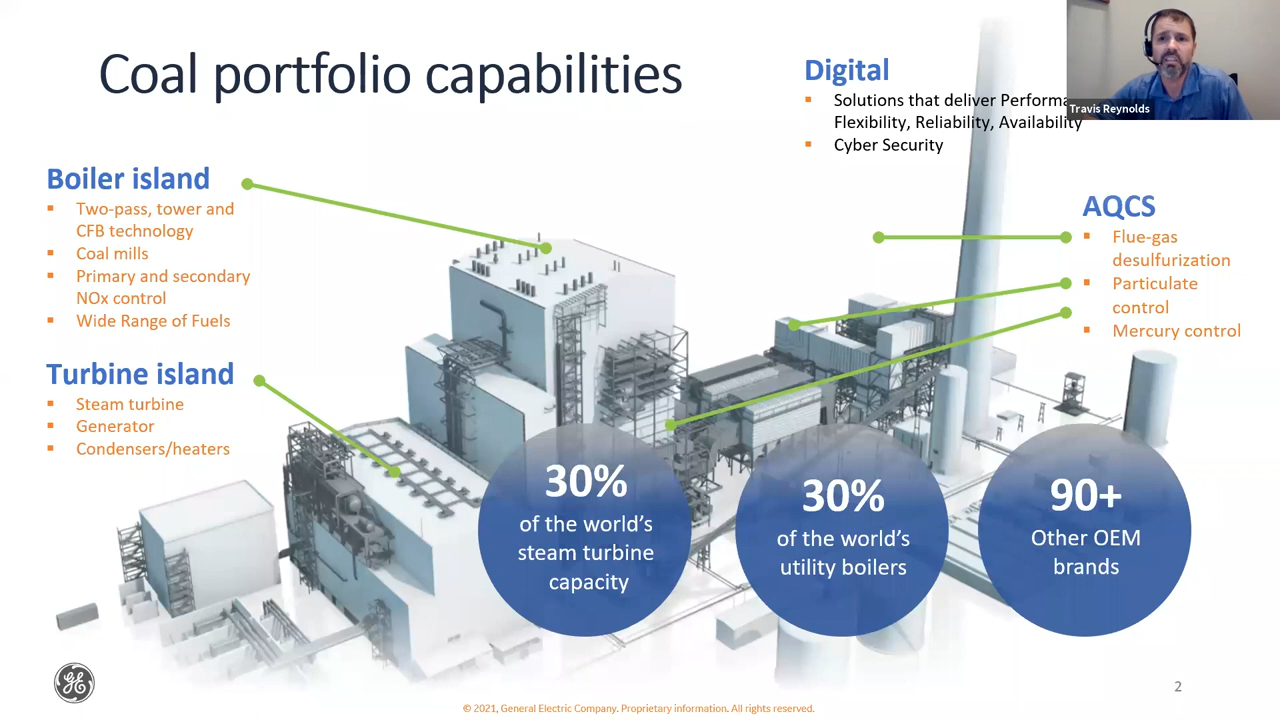 Coal portfolio capabilities
Digital
Solutions that deliver
Flexibility, Reliability, Availability
Cyber Security
Travis Reynolds
Boiler island
Two-pass, tower and
CFB technology
Coal mills
Primary and secondary
NOx control
Wide Range of Fuels
Turbine island
Steam turbine
Generator
Condensers/heaters
AQCS
Flue-gas
desulfurization
Particulate
control
Mercury control
30%
of the world's
steam turbine
capacity
30%
of the world's
utility boilers
90+
Other OEM
brands
GE
2
© 2021, General Electric Company. Proprietary information. All rights reserved.